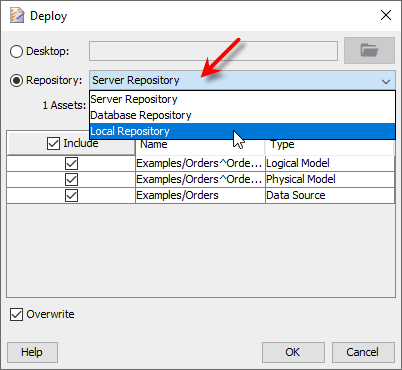 Deploy
Desktop:
Repository: Server Repository
Server Repository
1 Assets:
Database Repository
Local Repository
Include Name Type
Examples/Orders^Orde... Logical Model
Examples/Orders^Orde... Physical Model
Examples/Orders Data Source
Overwrite
Help OK Cancel